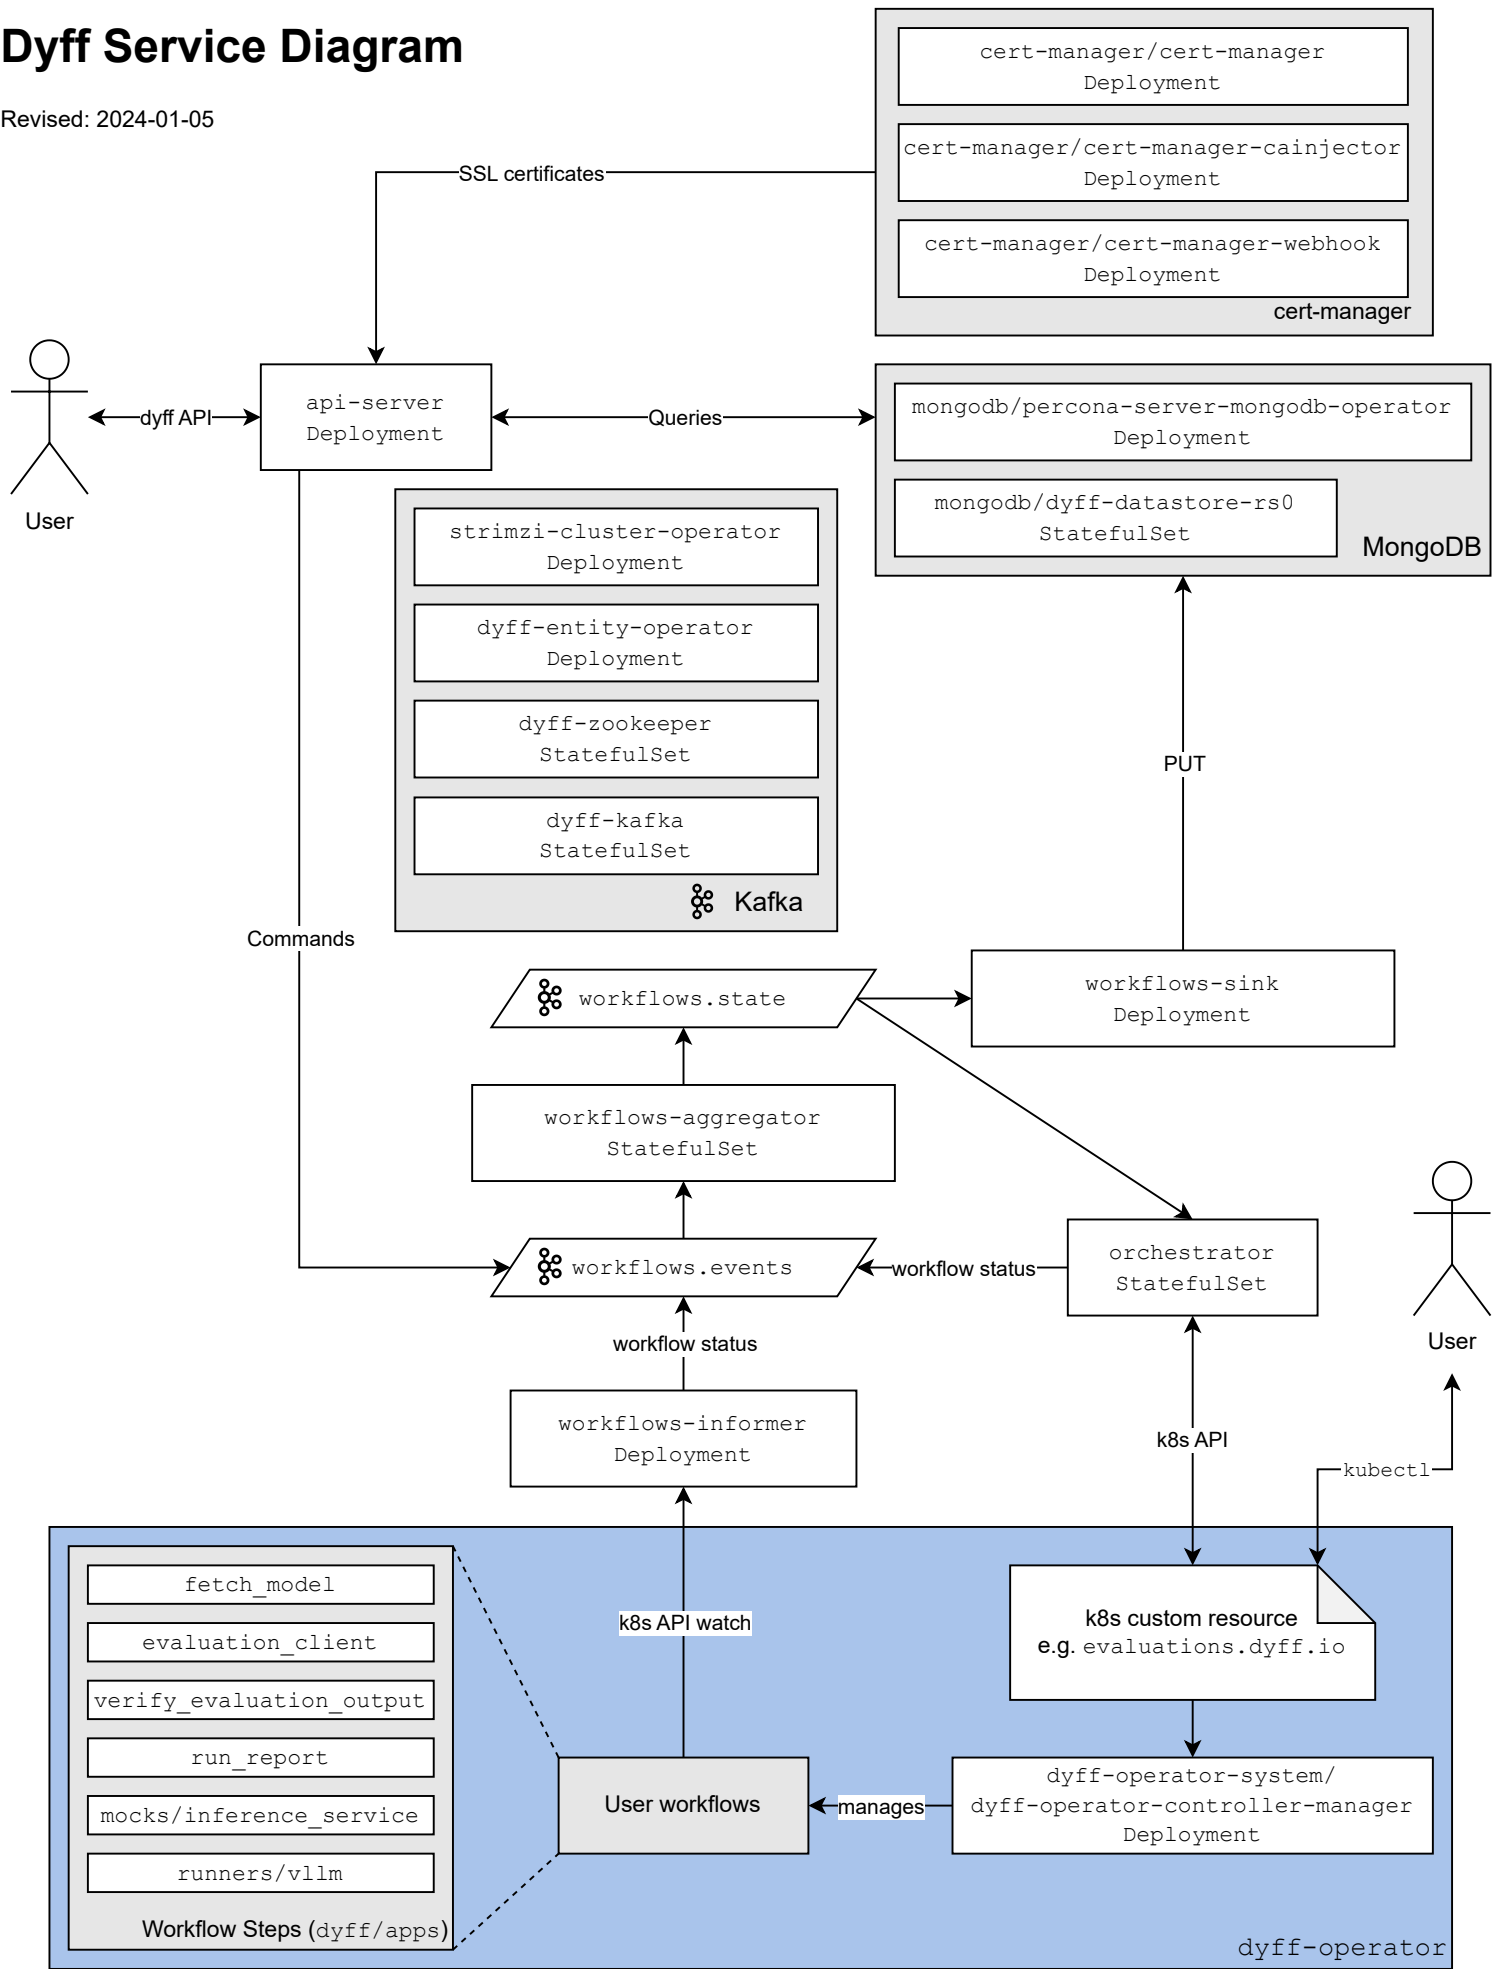 Dyff Service Diagram
Revised: 2024-01-05
cert-manager/cert-manager
Deployment
cert-manager/cert-manager-cainjector
Deployment
cert-manager/cert-manager-webhook
Deployment
cert-manager
SSL certificates
User
dyff API
api-server
Deployment
Queries
mongodb/percona-server-mongodb-operator
Deployment
mongodb/dyff-datastore-rs0
StatefulSet
MongoDB
strimzi-cluster-operator
Deployment
dyff-entity-operator
Deployment
dyff-zookeeper
StatefulSet
dyff-kafka
StatefulSet
Kafka
PUT
Commands
workflows.state
workflows-sink
Deployment
workflows-aggregator
StatefulSet
workflows.events
workflow status
orchestrator
StatefulSet
User
workflow status
workflows-informer
Deployment
k8s API
kubectl
fetch_model
evaluation_client
verify_evaluation_output
run_report
mocks/inference_service
runners/vllm
Workflow Steps (dyff/apps)
k8s API watch
k8s custom resource
e.g. evaluations.dyff.io
User workflows
manages
dyff-operator-system/
dyff-operator-controller-manager
Deployment
dyff-operator